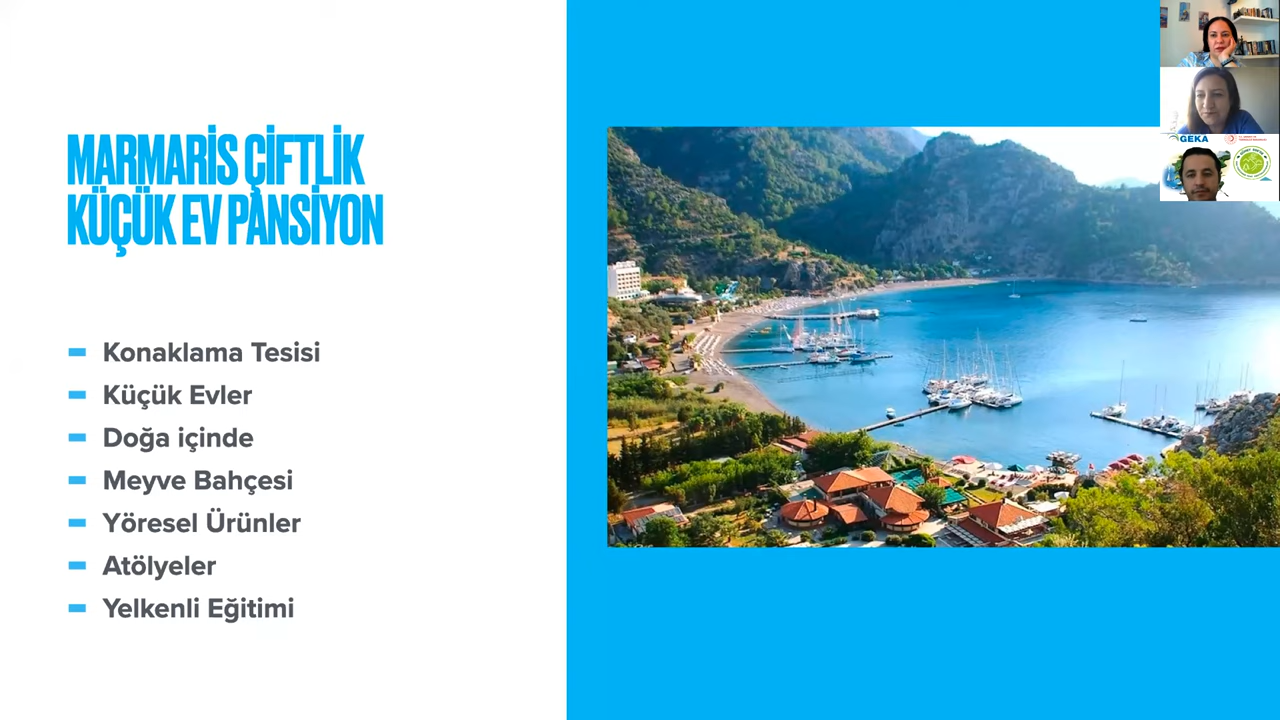 MARMARİS ÇİFTLİK
KÜÇÜK EV PANSİYON
Konaklama Tesisi
Küçük Evler
Doğa içinde
Meyve Bahçesi
Yöresel Ürünler
Atölyeler
Yelkenli Eğitimi
GEKA